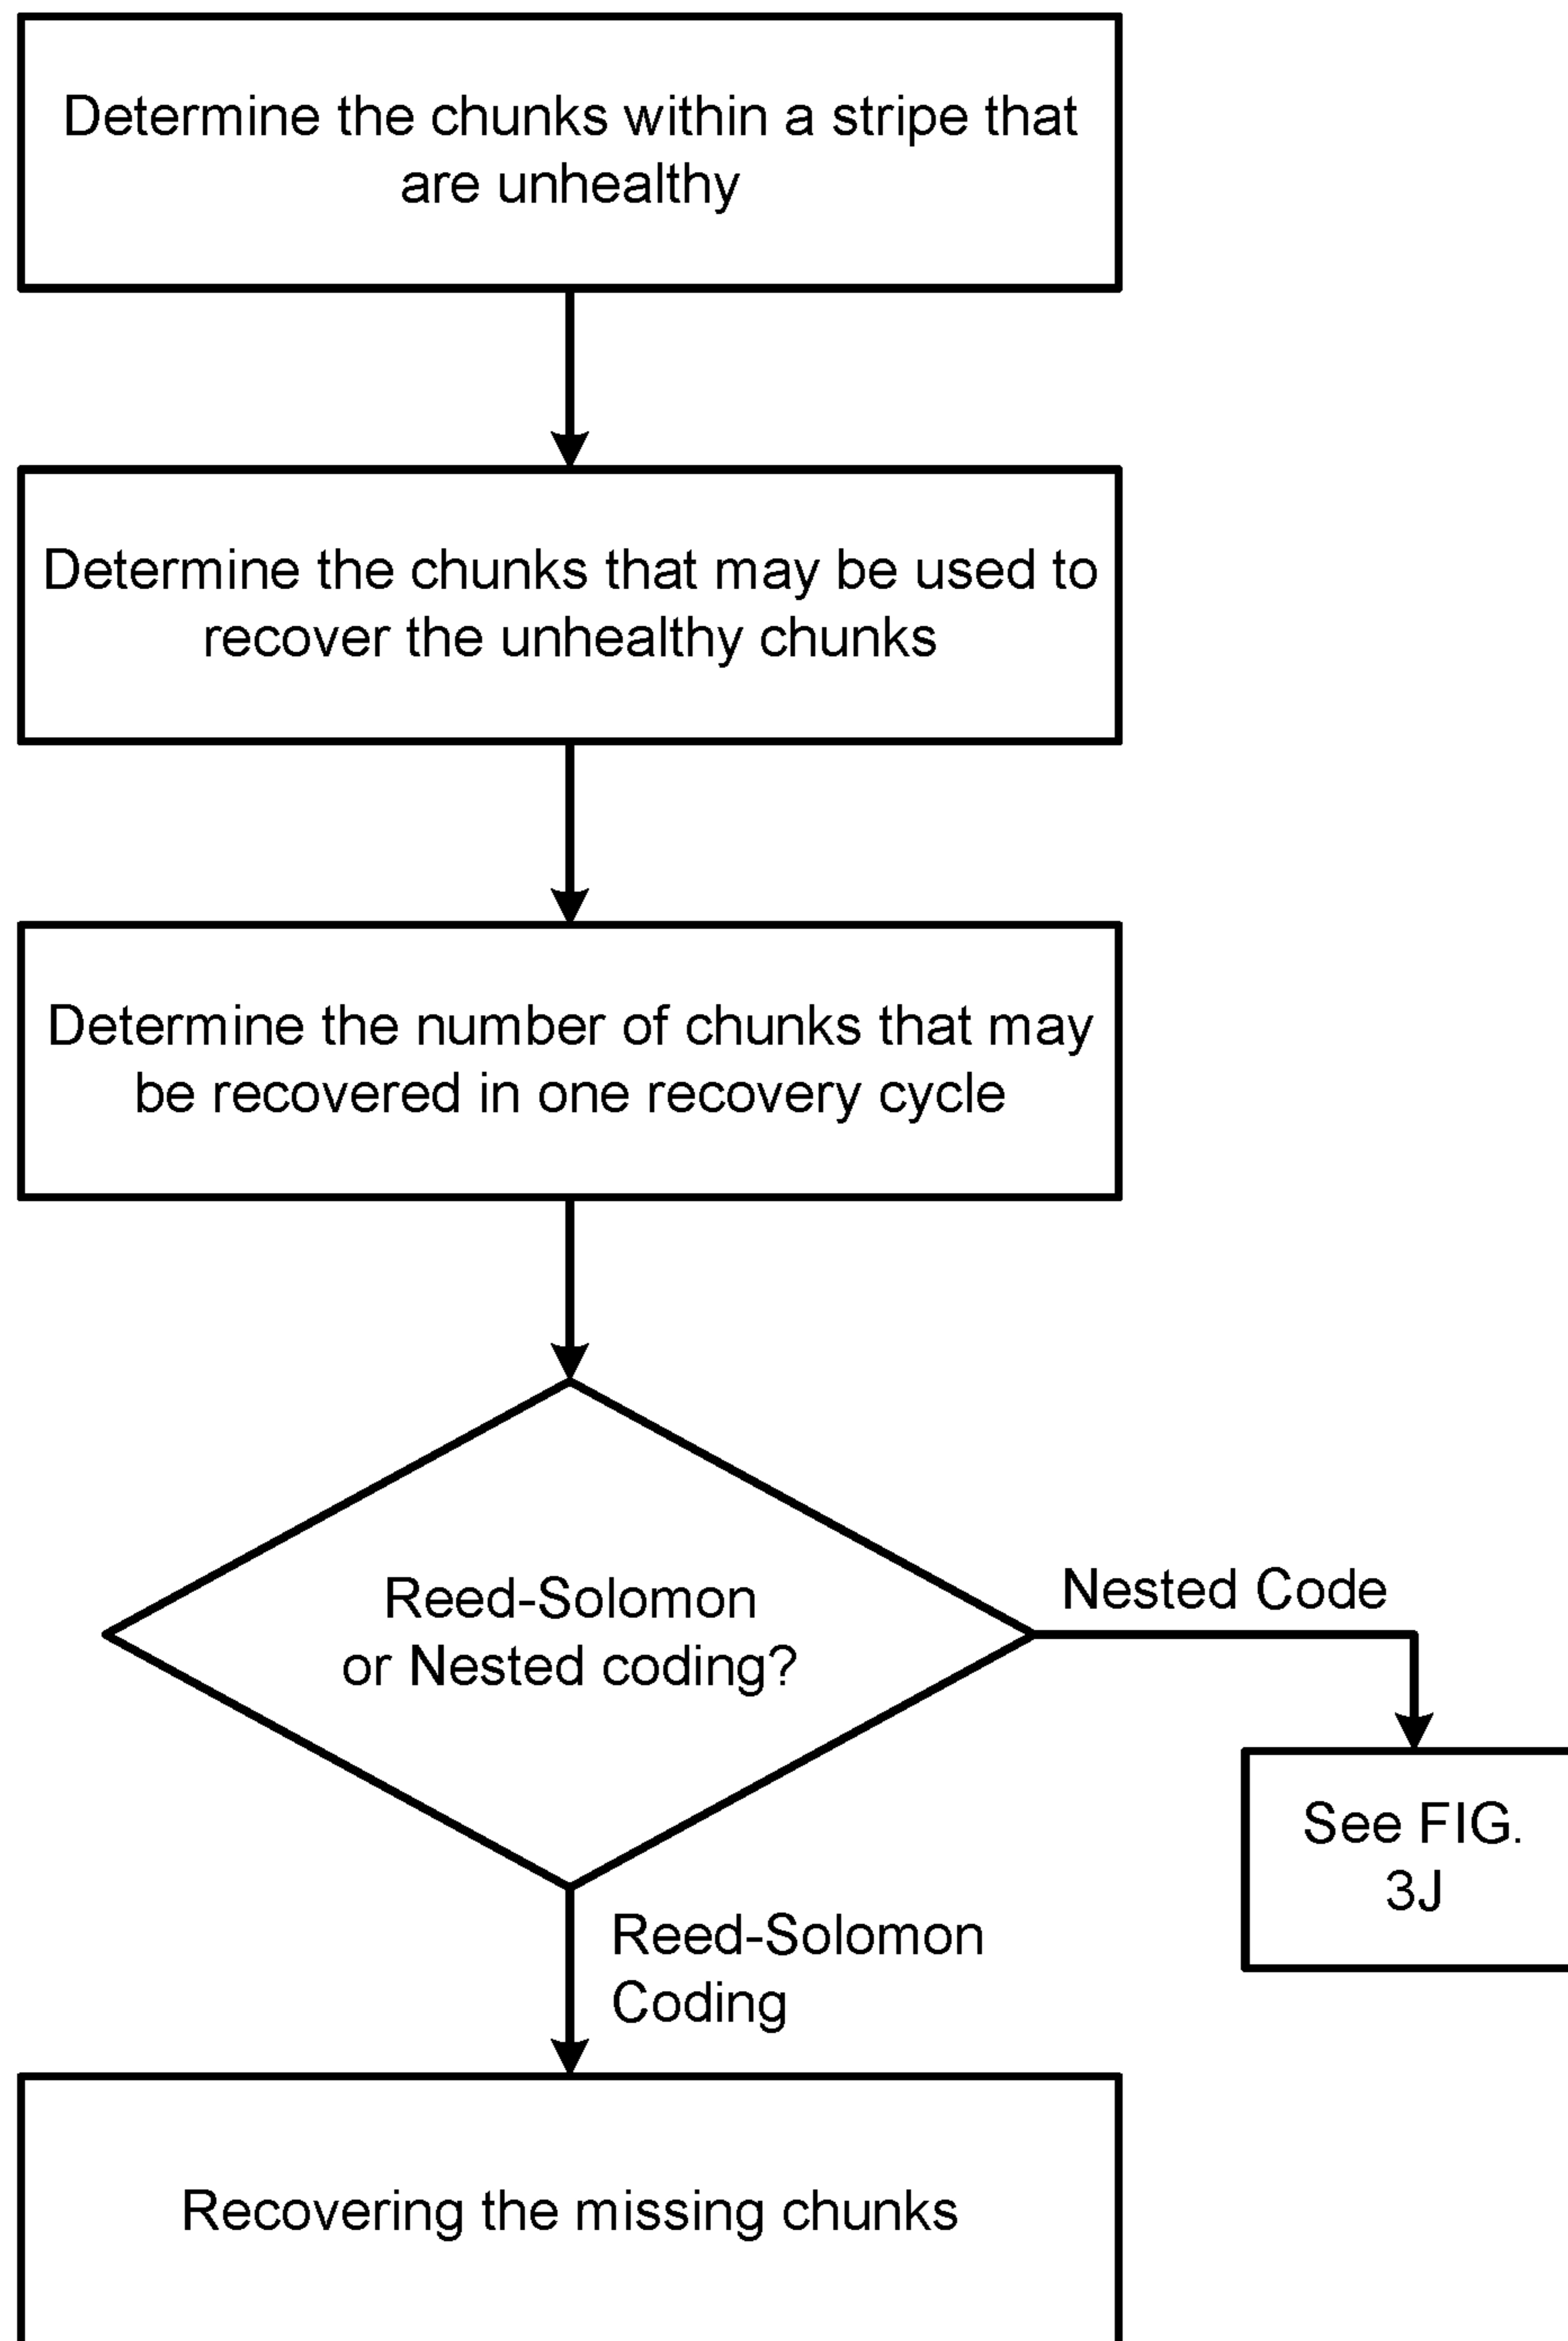 Determine the chunks within a stripe that
are unhealthy
Determine the chunks that may be used to
recover the unhealthy chunks
Determine the number of chunks that may
be recovered in one recovery cycle
Reed-Solomon
or Nested coding?
Nested Code
See FIG.
3J
Reed-Solomon
Coding
Recovering the missing chunks